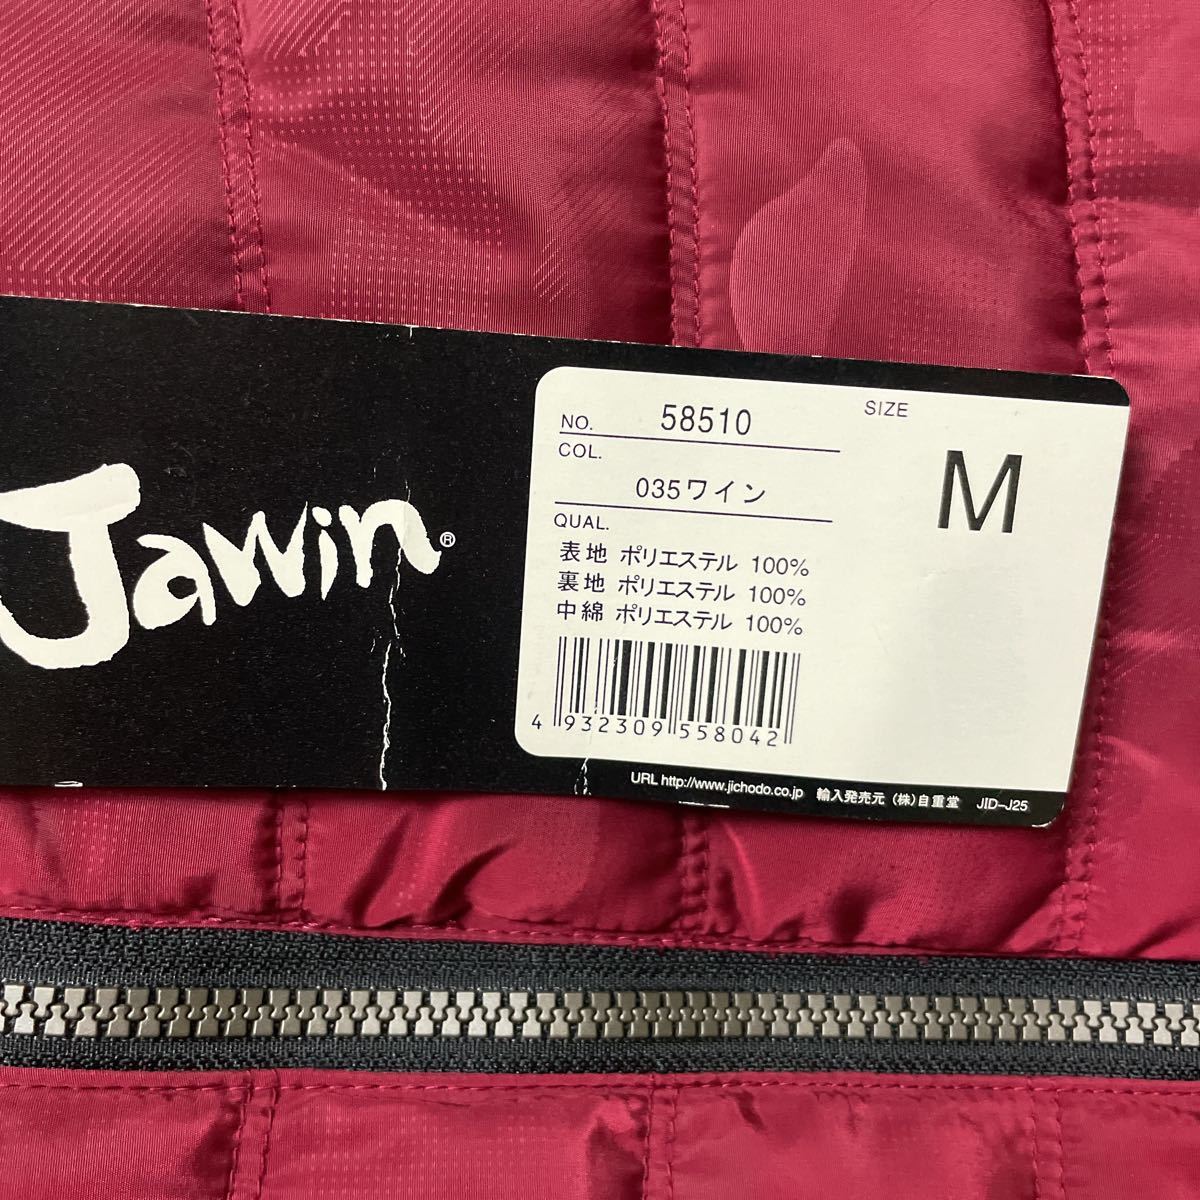 Jawin®
NO. 58510
COL.
035ワイン
QUAL.
表地 ポリエステル 100%
裏地 ポリエステル 100%
中綿 ポリエステル 100%
4 932309 558042
SIZE
M
URL http://www.jichodo.co.jp 輸入発売元 (株)自重堂 JID-J25